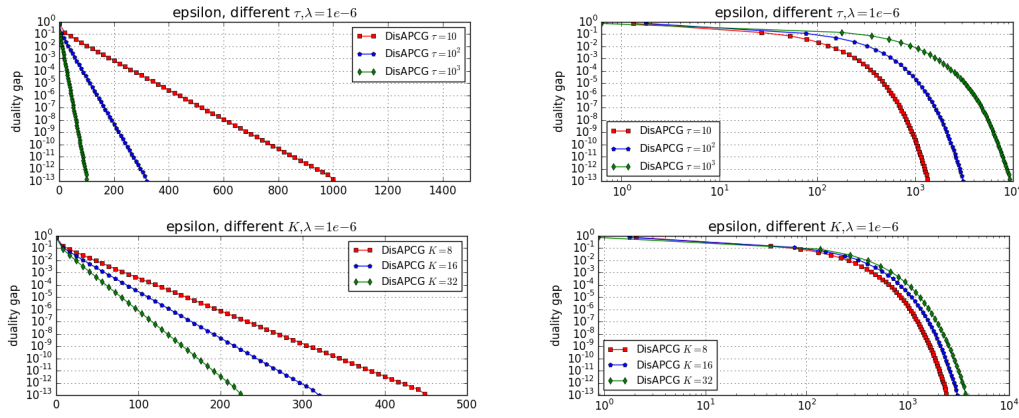 epsilon, different τ,λ=1e−6
10^0
10^-1
10^-2
10^-3
10^-4
10^-5
10^-6
10^-7
10^-8
10^-9
10^-10
10^-11
10^-12
10^-13
duality gap
DisAPCG τ=10
DisAPCG τ=10^2
DisAPCG τ=10^3
0 200 400 600 800 1000 1200 1400
epsilon, different τ,λ=1e−6
10^0
10^-1
10^-2
10^-3
10^-4
10^-5
10^-6
10^-7
10^-8
10^-9
10^-10
10^-11
10^-12
10^-13
duality gap
DisAPCG τ=10
DisAPCG τ=10^2
DisAPCG τ=10^3
10^0 10^1 10^2 10^3 10^4
epsilon, different K,λ=1e−6
10^0
10^-1
10^-2
10^-3
10^-4
10^-5
10^-6
10^-7
10^-8
10^-9
10^-10
10^-11
10^-12
10^-13
duality gap
DisAPCG K=8
DisAPCG K=16
DisAPCG K=32
0 100 200 300 400 500
epsilon, different K,λ=1e−6
10^0
10^-1
10^-2
10^-3
10^-4
10^-5
10^-6
10^-7
10^-8
10^-9
10^-10
10^-11
10^-12
10^-13
duality gap
DisAPCG K=8
DisAPCG K=16
DisAPCG K=32
10^0 10^1 10^2 10^3 10^4